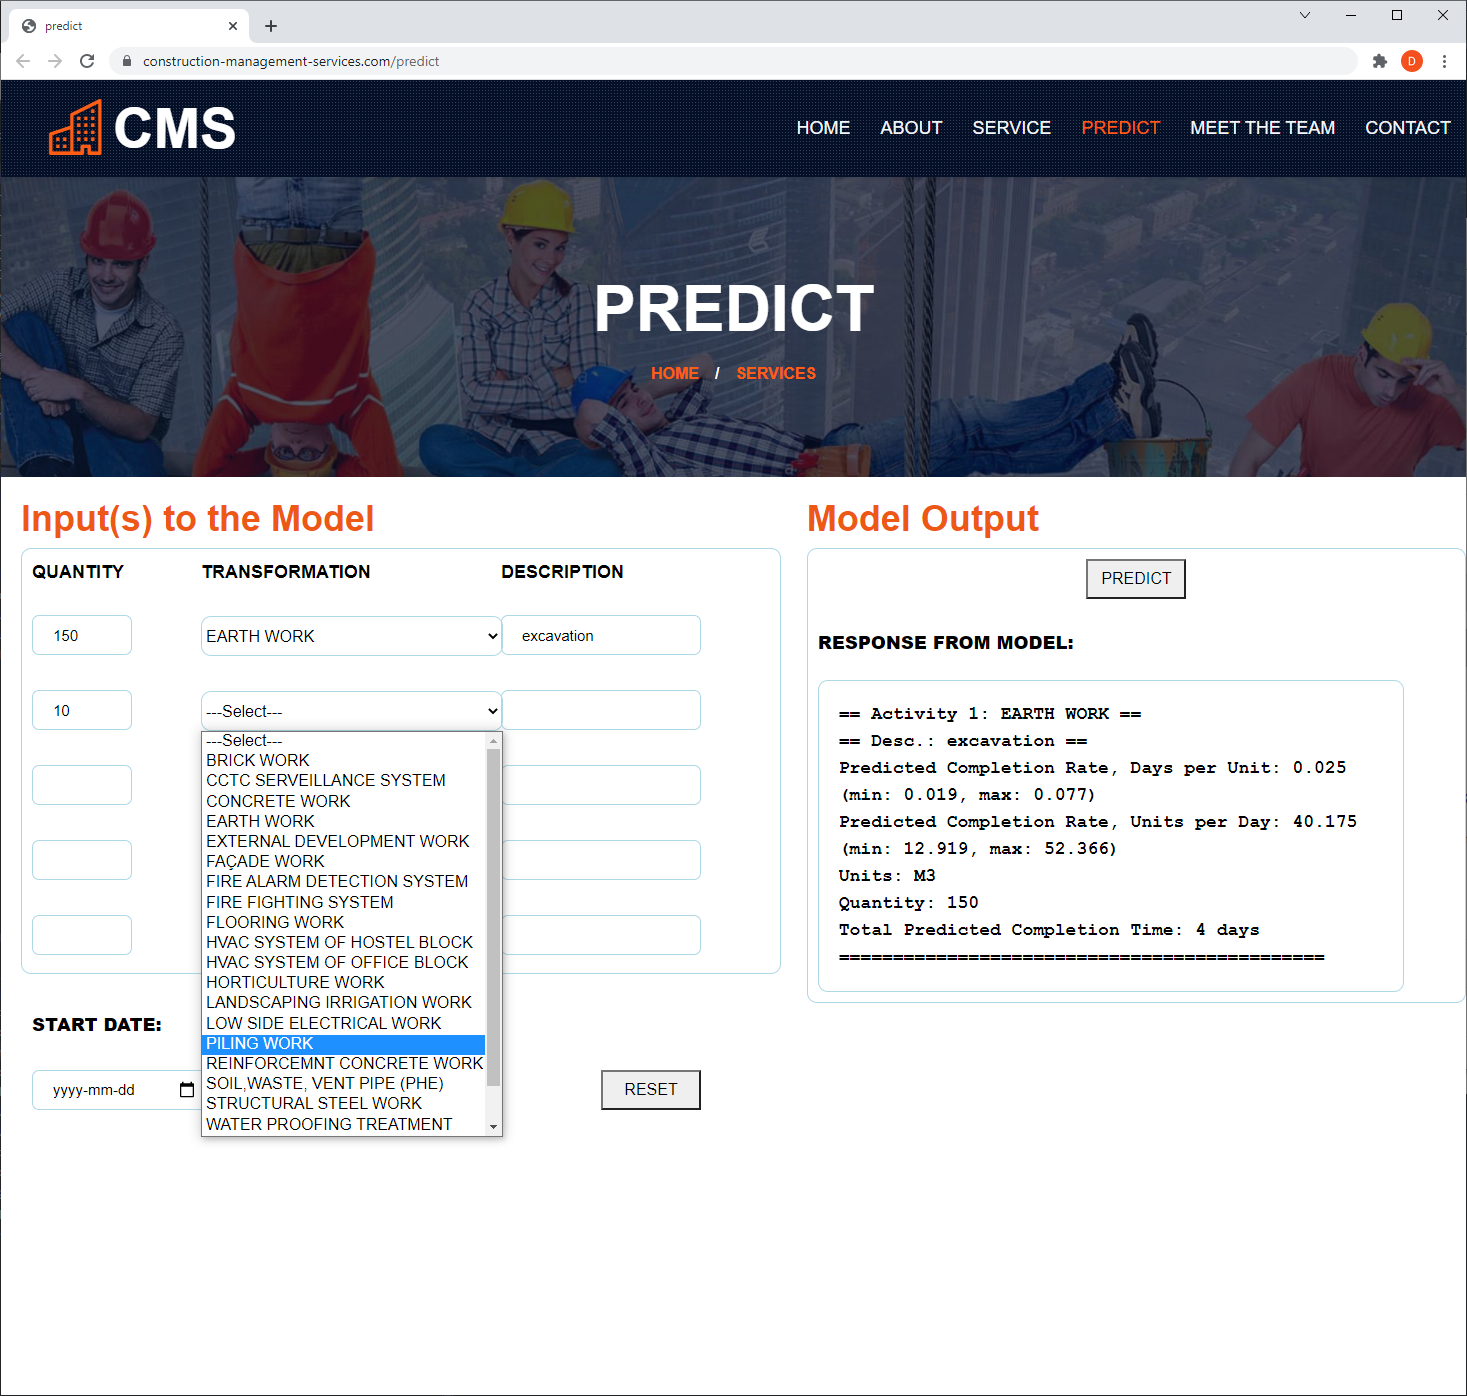 predict
construction-management-services.com/predict
D
CMS
HOME ABOUT SERVICE PREDICT MEET THE TEAM CONTACT
PREDICT
HOME / SERVICES
Input(s) to the Model
QUANTITY TRANSFORMATION DESCRIPTION
150 EARTH WORK excavation
10 ---Select---
---Select---
BRICK WORK
CCTC SERVEILLANCE SYSTEM
CONCRETE WORK
EARTH WORK
EXTERNAL DEVELOPMENT WORK
FAÇADE WORK
FIRE ALARM DETECTION SYSTEM
FIRE FIGHTING SYSTEM
FLOORING WORK
HVAC SYSTEM OF HOSTEL BLOCK
HVAC SYSTEM OF OFFICE BLOCK
HORTICULTURE WORK
LANDSCAPING IRRIGATION WORK
LOW SIDE ELECTRICAL WORK
PILING WORK
REINFORCEMNT CONCRETE WORK
SOIL,WASTE, VENT PIPE (PHE)
STRUCTURAL STEEL WORK
WATER PROOFING TREATMENT
START DATE:
yyyy-mm-dd
RESET
Model Output
PREDICT
RESPONSE FROM MODEL:
== Activity 1: EARTH WORK ==
== Desc.: excavation ==
Predicted Completion Rate, Days per Unit: 0.025
(min: 0.019, max: 0.077)
Predicted Completion Rate, Units per Day: 40.175
(min: 12.919, max: 52.366)
Units: M3
Quantity: 150
Total Predicted Completion Time: 4 days
=============================================